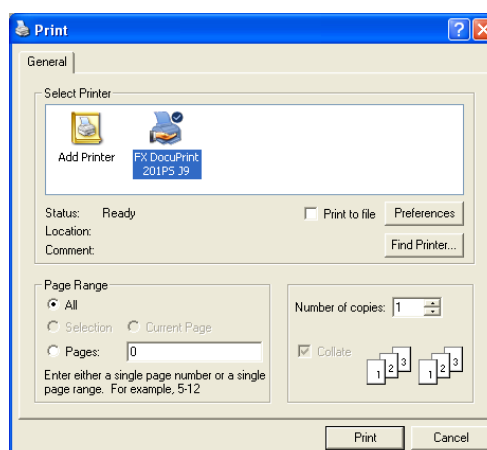 Print
General
Select Printer
Add Printer
FX DocuPrint
201PS J9
Status: Ready
Print to file
Preferences
Location:
Comment:
Find Printer...
Page Range
All
Selection
Current Page
Pages: 0
Enter either a single page number or a single
page range. For example, 5-12
Number of copies: 1
Collate
1 2 3
1 2 3
Print
Cancel